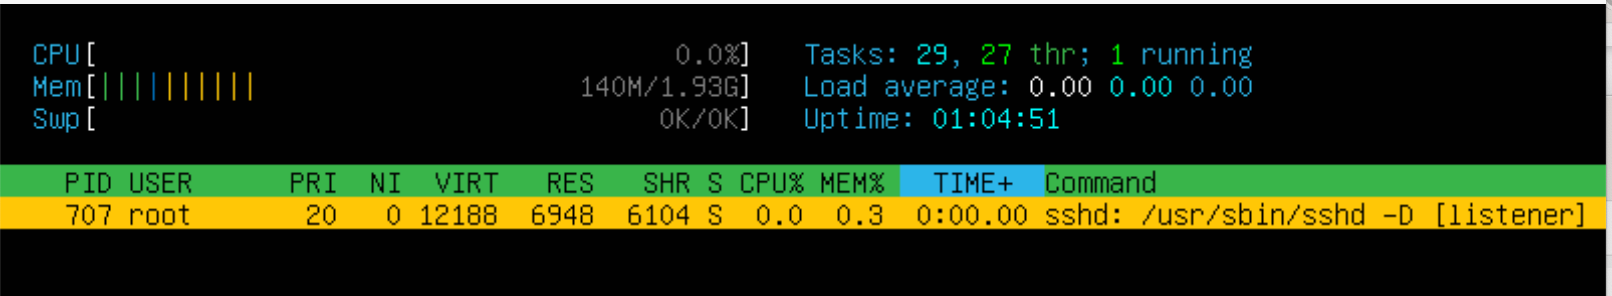 CPU[ 0.0%] Tasks: 29, 27 thr; 1 running
Mem[|||||||||| 140M/1.93G] Load average: 0.00 0.00 0.00
Swp[ 0K/0K] Uptime: 01:04:51
PID USER PRI NI VIRT RES SHR S CPU% MEM% TIME+ Command
707 root 20 0 12188 6948 6104 S 0.0 0.3 0:00.00 sshd: /usr/sbin/sshd -D [listener]